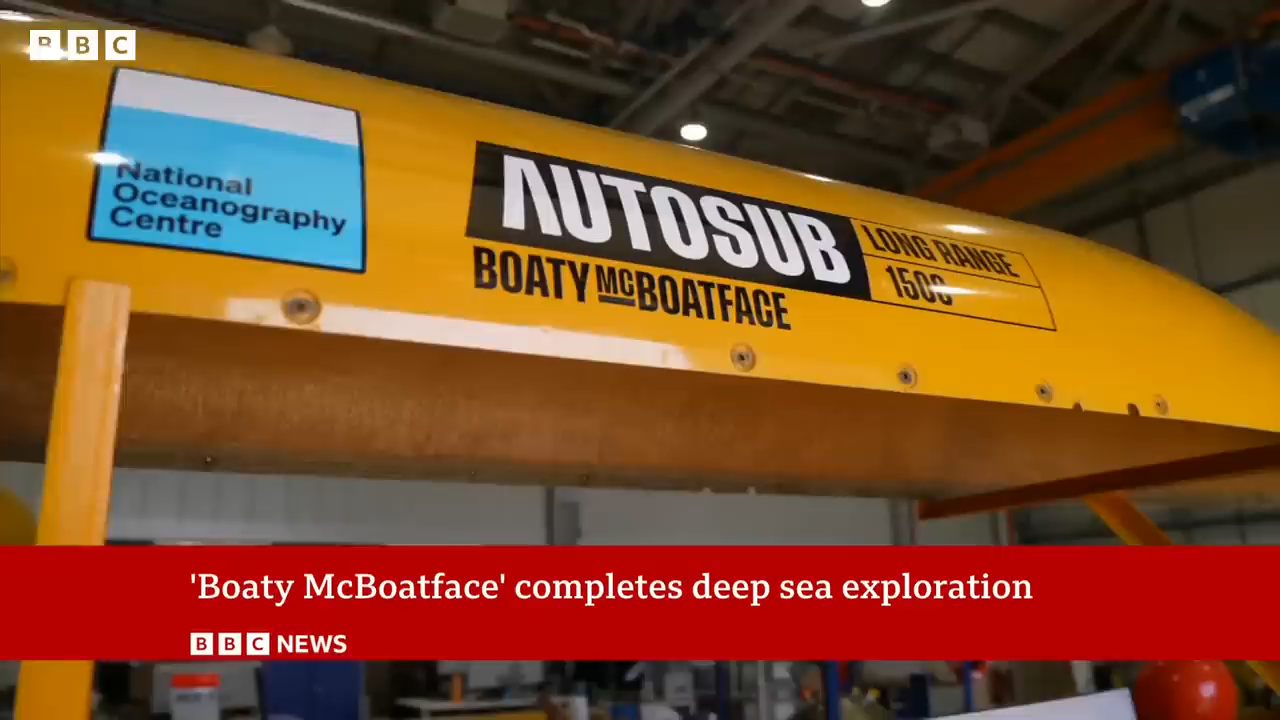 BBC
National
Oceanography
Centre
AUTOSUB
LONG RANGE
1500
BOATY MCBOATFACE
'Boaty McBoatface' completes deep sea exploration
BBC NEWS